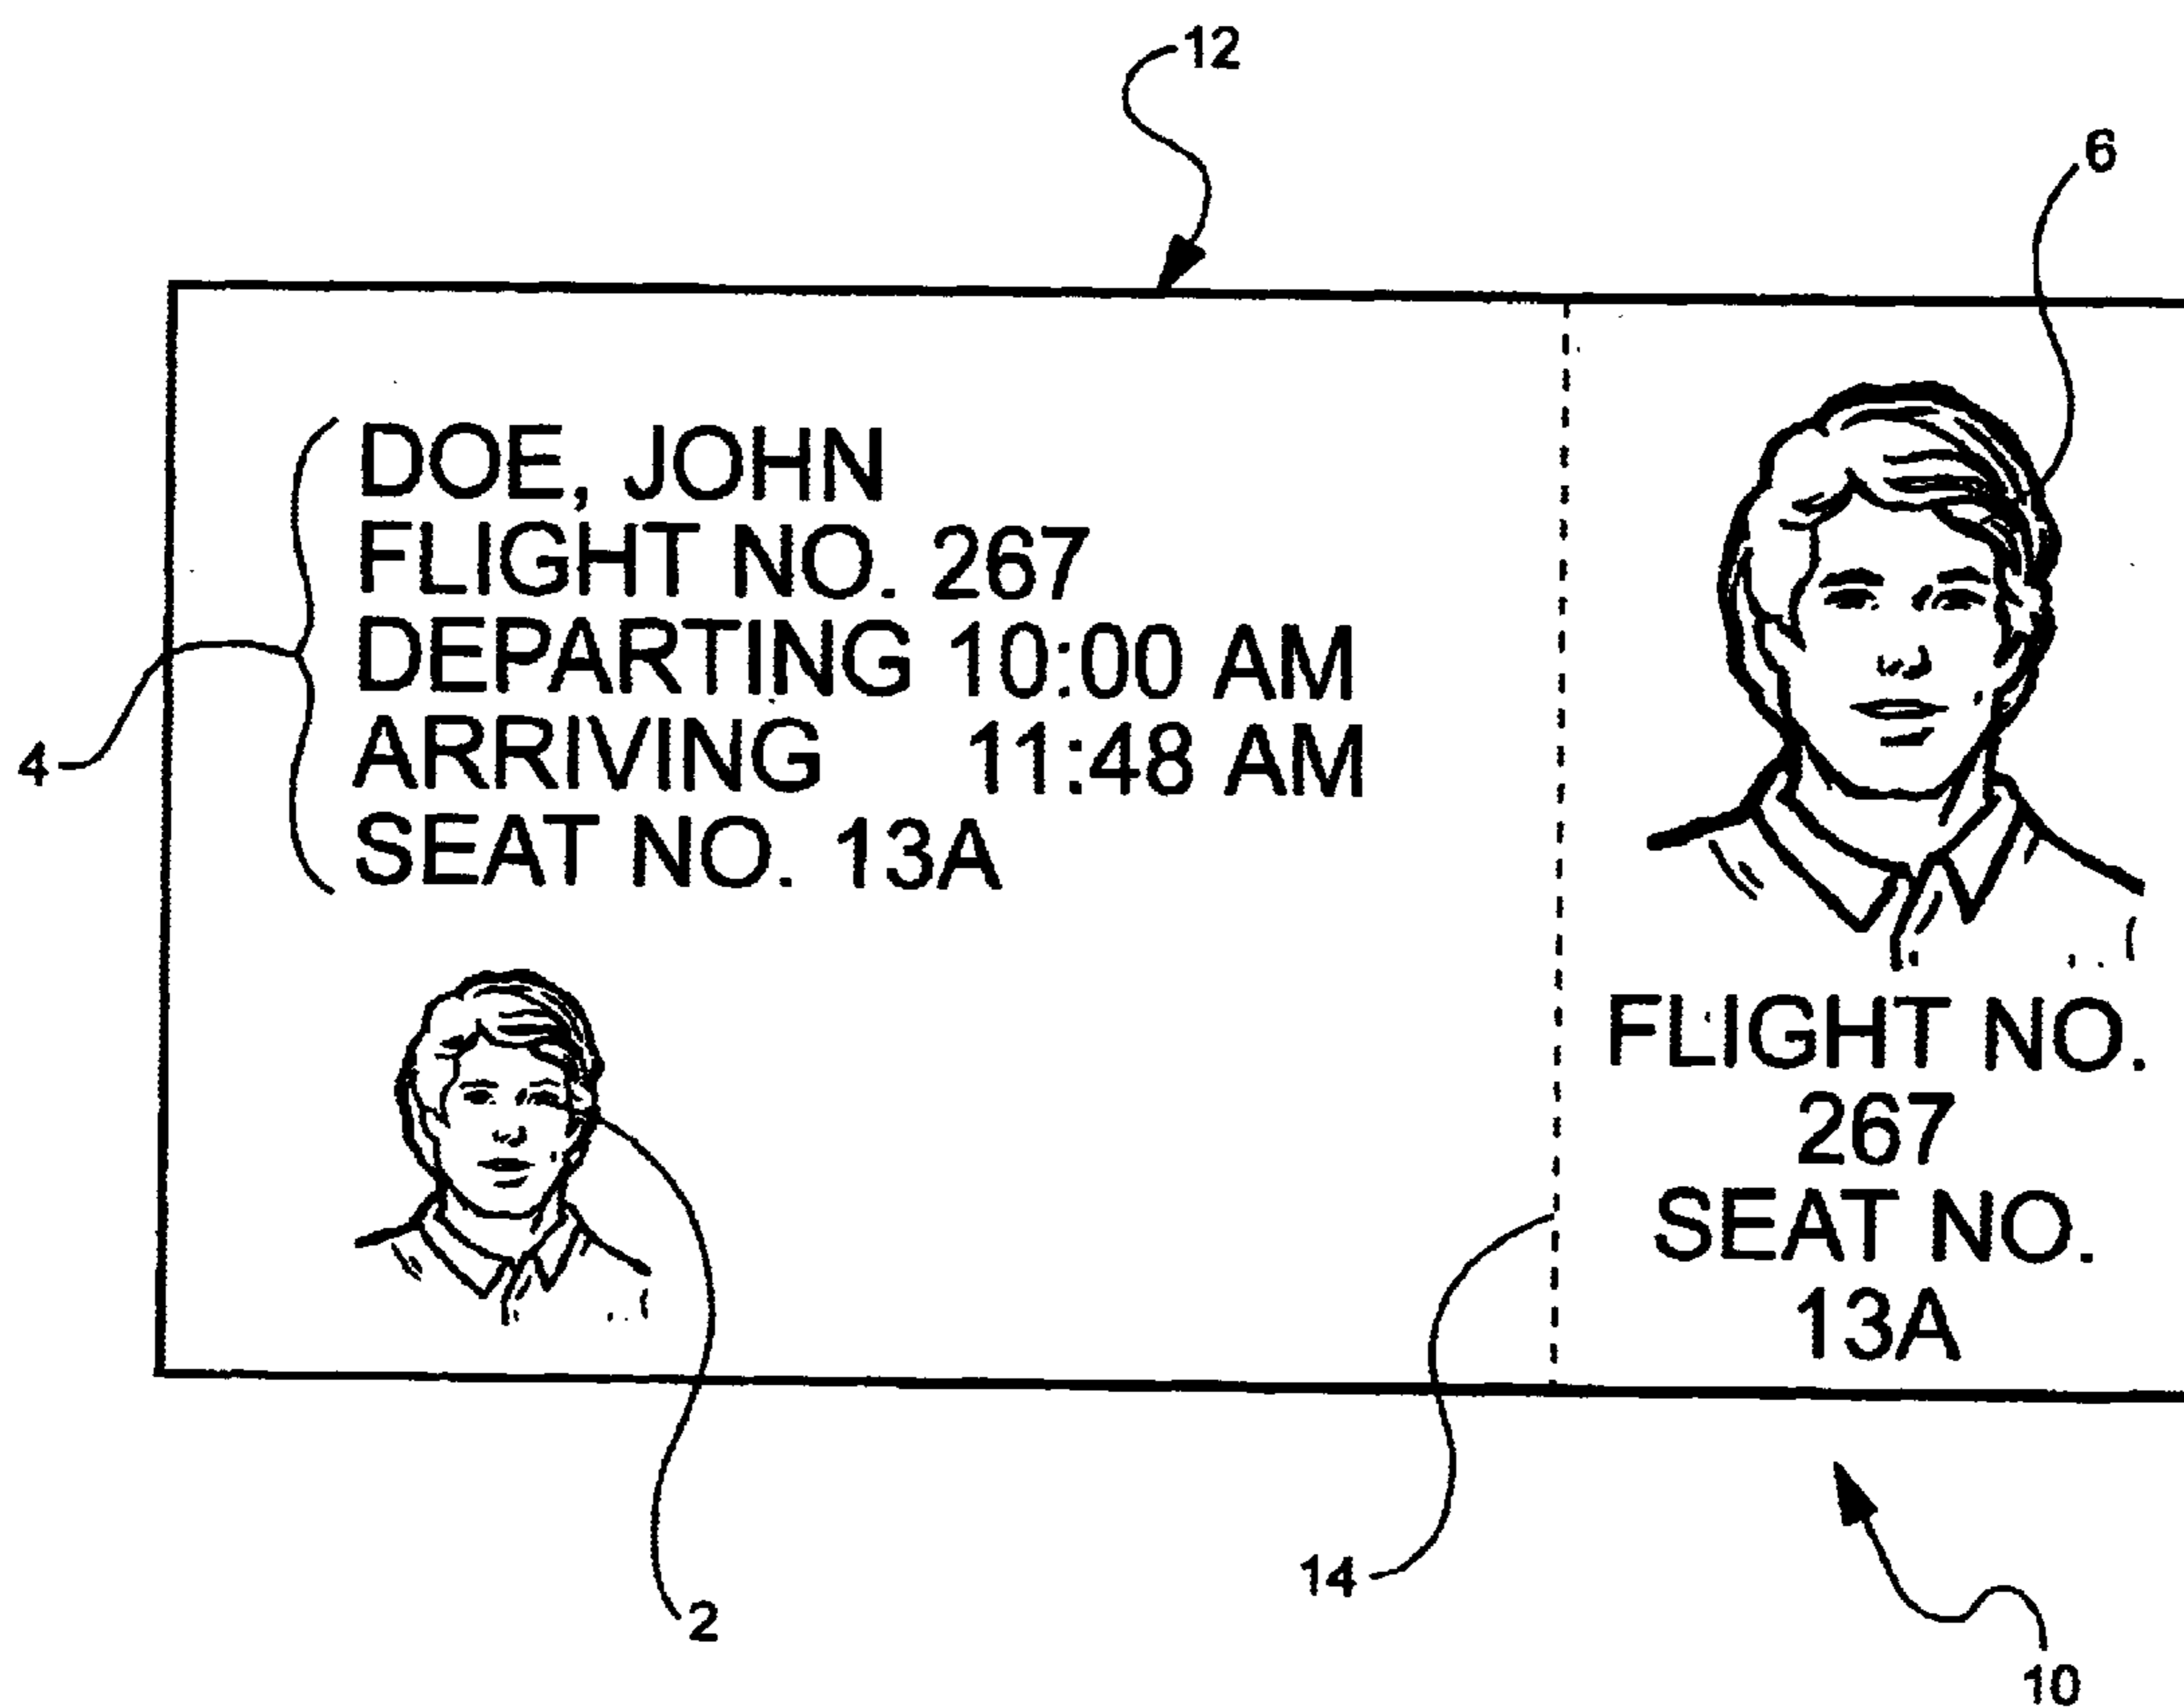 12
6
DOE, JOHN
FLIGHT NO. 267
DEPARTING 10:00 AM
ARRIVING 11:48 AM
SEAT NO. 13A
4
FLIGHT NO.
267
SEAT NO.
13A
14
2
10